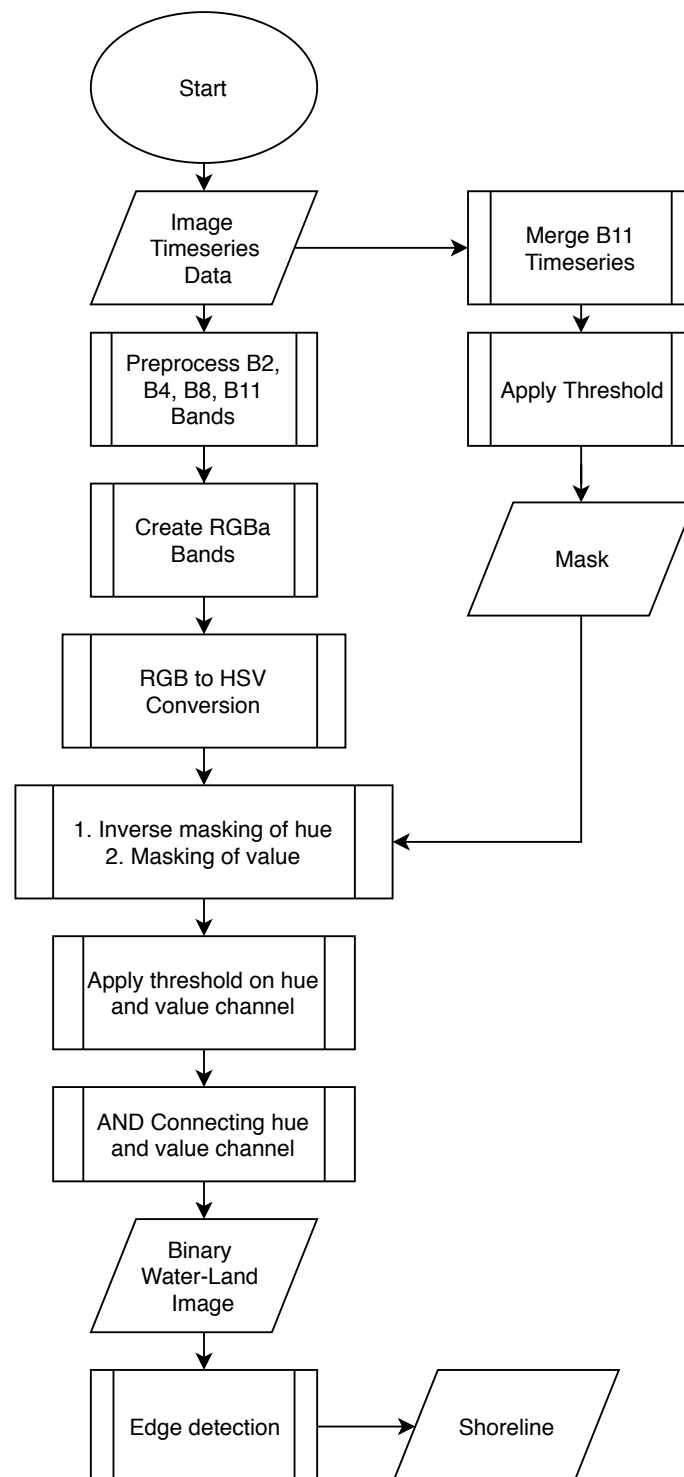 Start
Image
Timeseries
Data
Merge B11
Timeseries
Preprocess B2,
B4, B8, B11
Bands
Apply Threshold
Create RGBa
Bands
Mask
RGB to HSV
Conversion
1. Inverse masking of hue
2. Masking of value
Apply threshold on hue
and value channel
AND Connecting hue
and value channel
Binary
Water-Land
Image
Edge detection
Shoreline